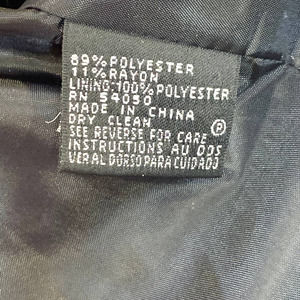 89% POLYESTER
11% RAYON
LINING:100% POLYESTER
RN 54050
MADE IN CHINA
DRY CLEAN Ⓟ
SEE REVERSE FOR CARE
INSTRUCTIONS AU DOS
VER AL DORSO PARA CUIDADO